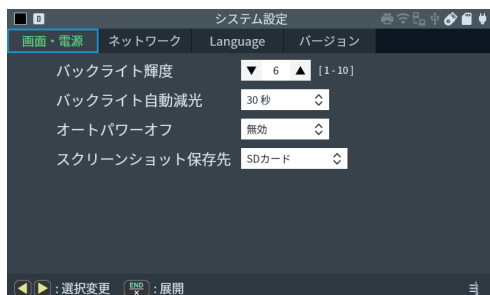 0 システム設定
画面・電源 ネットワーク Language バージョン
バックライト輝度 ▼ 6 ▲ [1-10]
バックライト自動減光 30秒
オートパワーオフ 無効
スクリーンショット保存先 SDカード
◀ ▶ :選択変更 END × :展開